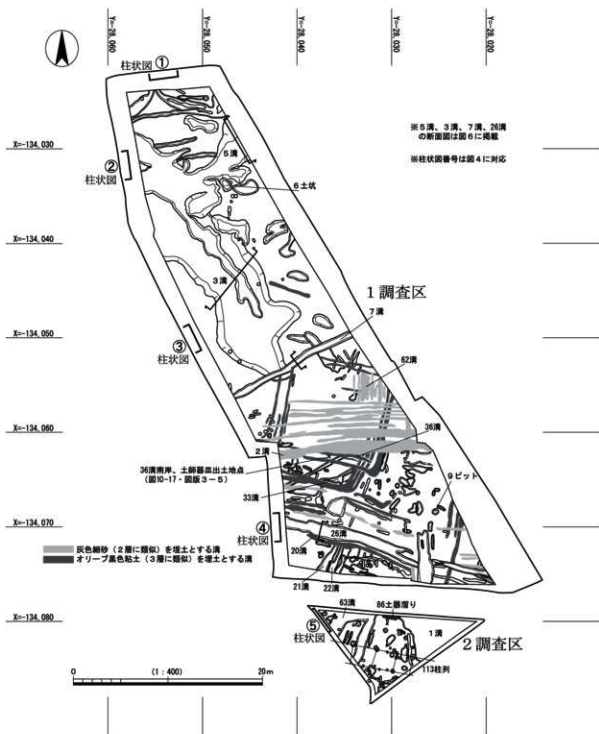 Y=-28,060
Y=-28,050
Y=-28,040
Y=-28,030
Y=-28,020
柱状図 ①
※5溝、3溝、7溝、26溝
の断面図は図6に掲載
※柱状図番号は図4に対応
X=-134,030
5溝
②
柱状図
6土坑
X=-134,040
3溝
1調査区
7溝
X=-134,050
③
柱状図
62溝
36溝
X=-134,060
2溝
36溝南岸、土師器皿出土地点
(図10-17・図版3-5)
9ピット
33溝
X=-134,070
④
柱状図
26溝
灰色細砂(2層に類似)を埋土とする溝
オリーブ黒色粘土(3層に類似)を埋土とする溝
20溝
21溝
22溝
63溝
86土器溜り
X=-134,080
⑤
柱状図
1溝
2調査区
113柱列
0
(1:400)
20m